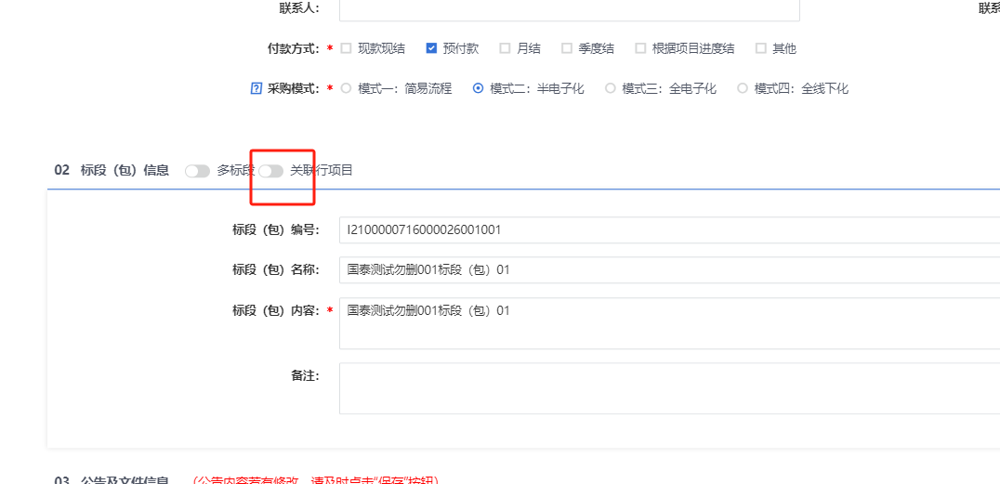 联系人： 联系
付款方式：* 现款现结 预付款 月结 季度结 根据项目进度结 其他
采购模式：* 模式一：简易流程 模式二：半电子化 模式三：全电子化 模式四：全线下化
02 标段（包）信息 多标段 关联行项目
标段（包）编号： I2100000716000026001001
标段（包）名称： 国泰测试勿删001标段（包）01
标段（包）内容：* 国泰测试勿删001标段（包）01
备注：
03 公告及文件信息 （公告内容若有修改，请及时点击“保存”按钮）